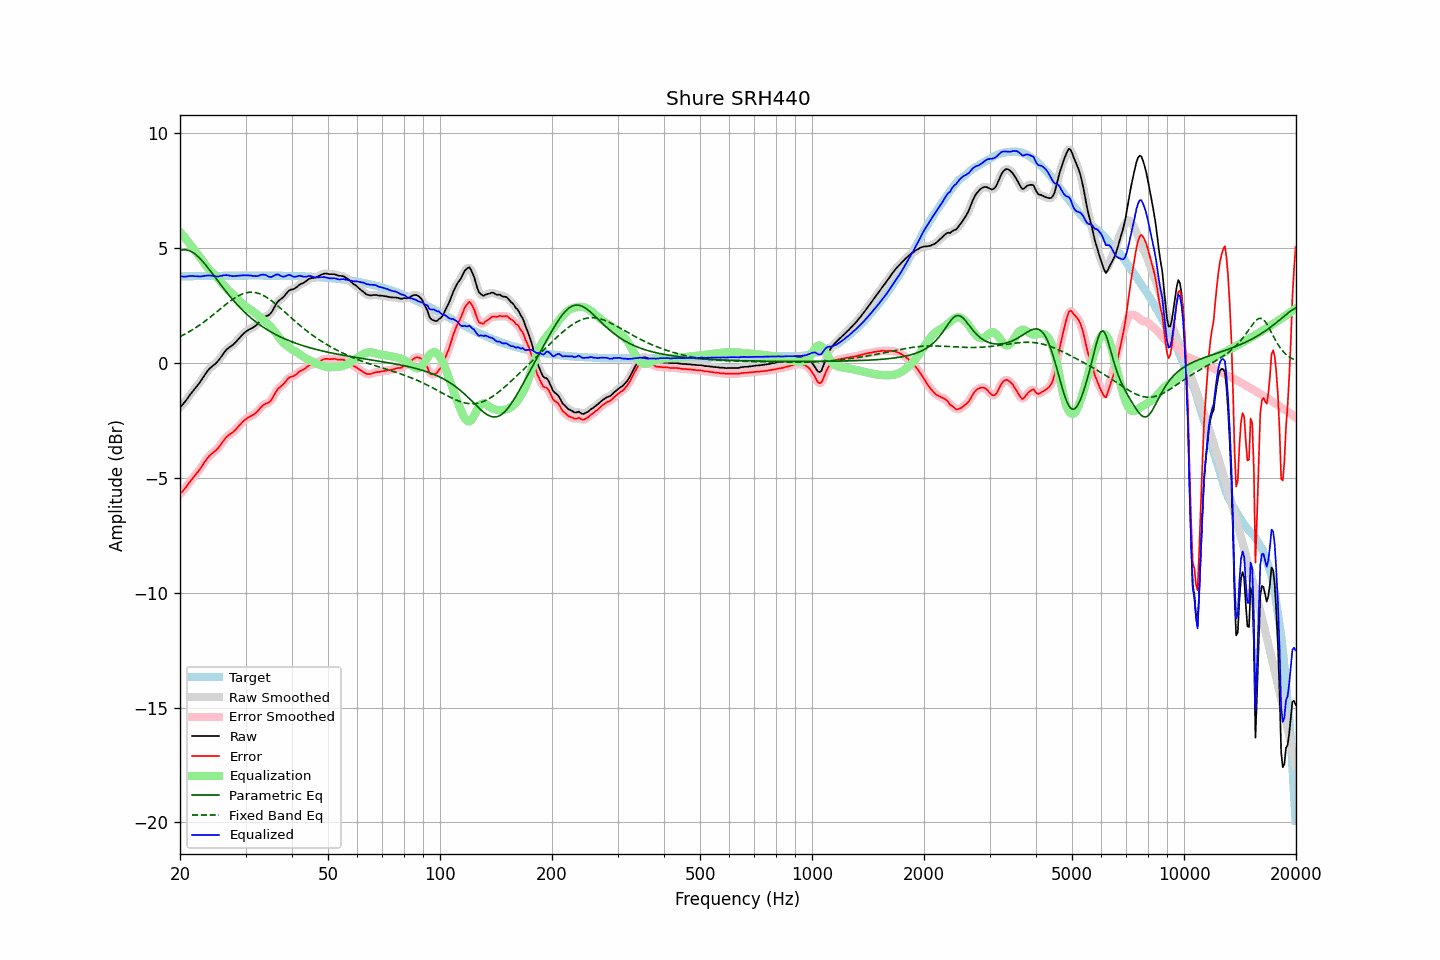 Shure SRH440
10
5
0
−5
−10
−15
−20
Amplitude (dBr)
Target
Raw Smoothed
Error Smoothed
Raw
Error
Equalization
Parametric Eq
Fixed Band Eq
Equalized
20 50 100 200 500 1000 2000 5000 10000 20000
Frequency (Hz)